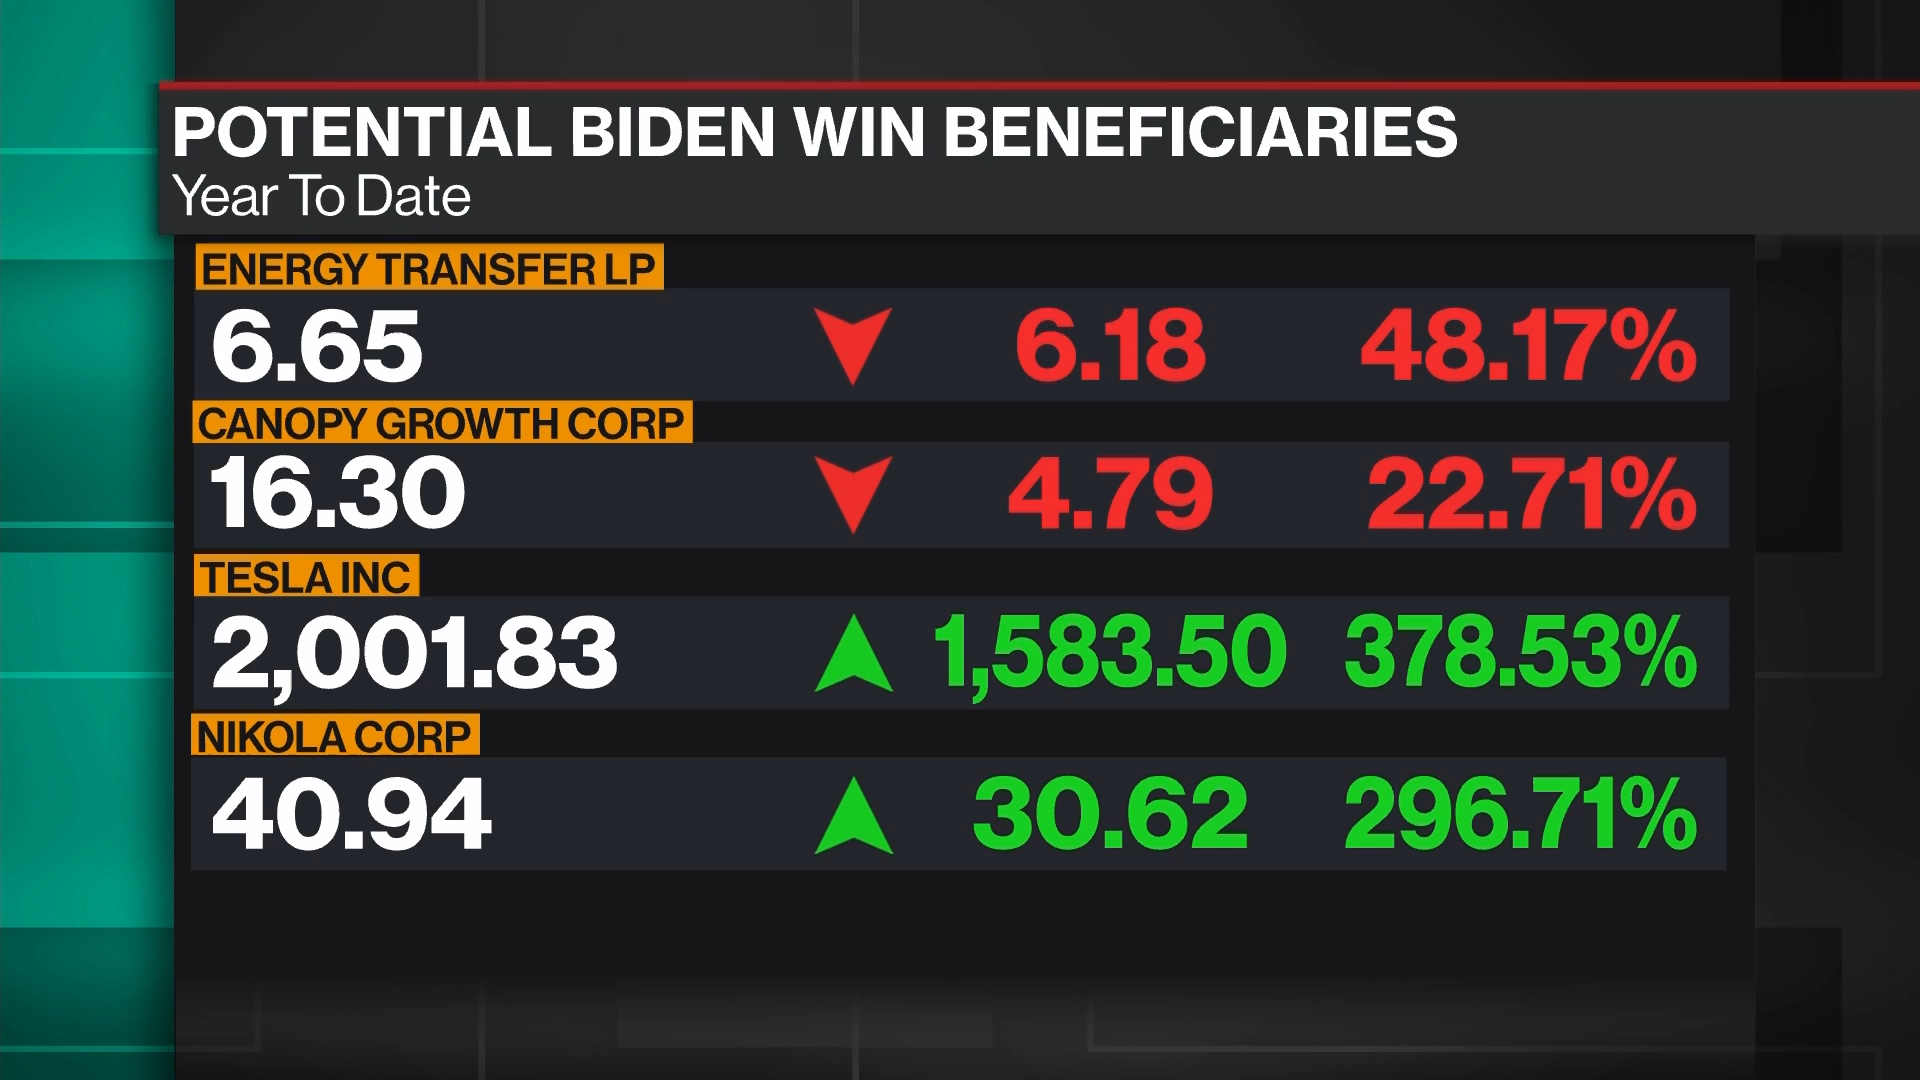 POTENTIAL BIDEN WIN BENEFICIARIES
Year To Date
ENERGY TRANSFER LP
6.65 6.18 48.17%
CANOPY GROWTH CORP
16.30 4.79 22.71%
TESLA INC
2,001.83 1,583.50 378.53%
NIKOLA CORP
40.94 30.62 296.71%